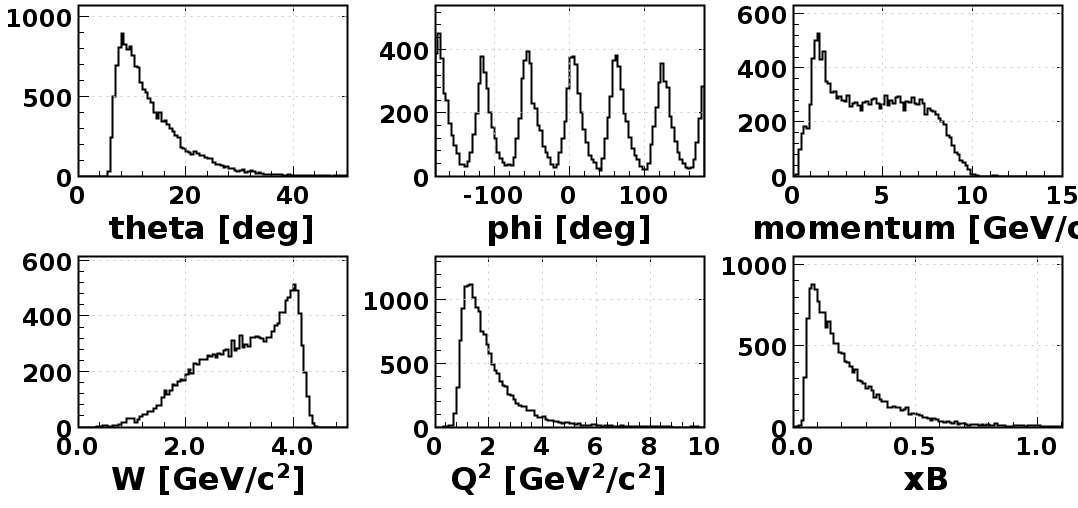 1000
500
0
0 20 40
theta [deg]
400
200
0
-100 0 100
phi [deg]
600
400
200
0
0 5 10 15
momentum [GeV/c
600
400
200
0
0.0 2.0 4.0
W [GeV/c²]
1000
500
0
0 2 4 6 8 10
Q² [GeV²/c²]
1000
500
0
0.0 0.5 1.0
xB